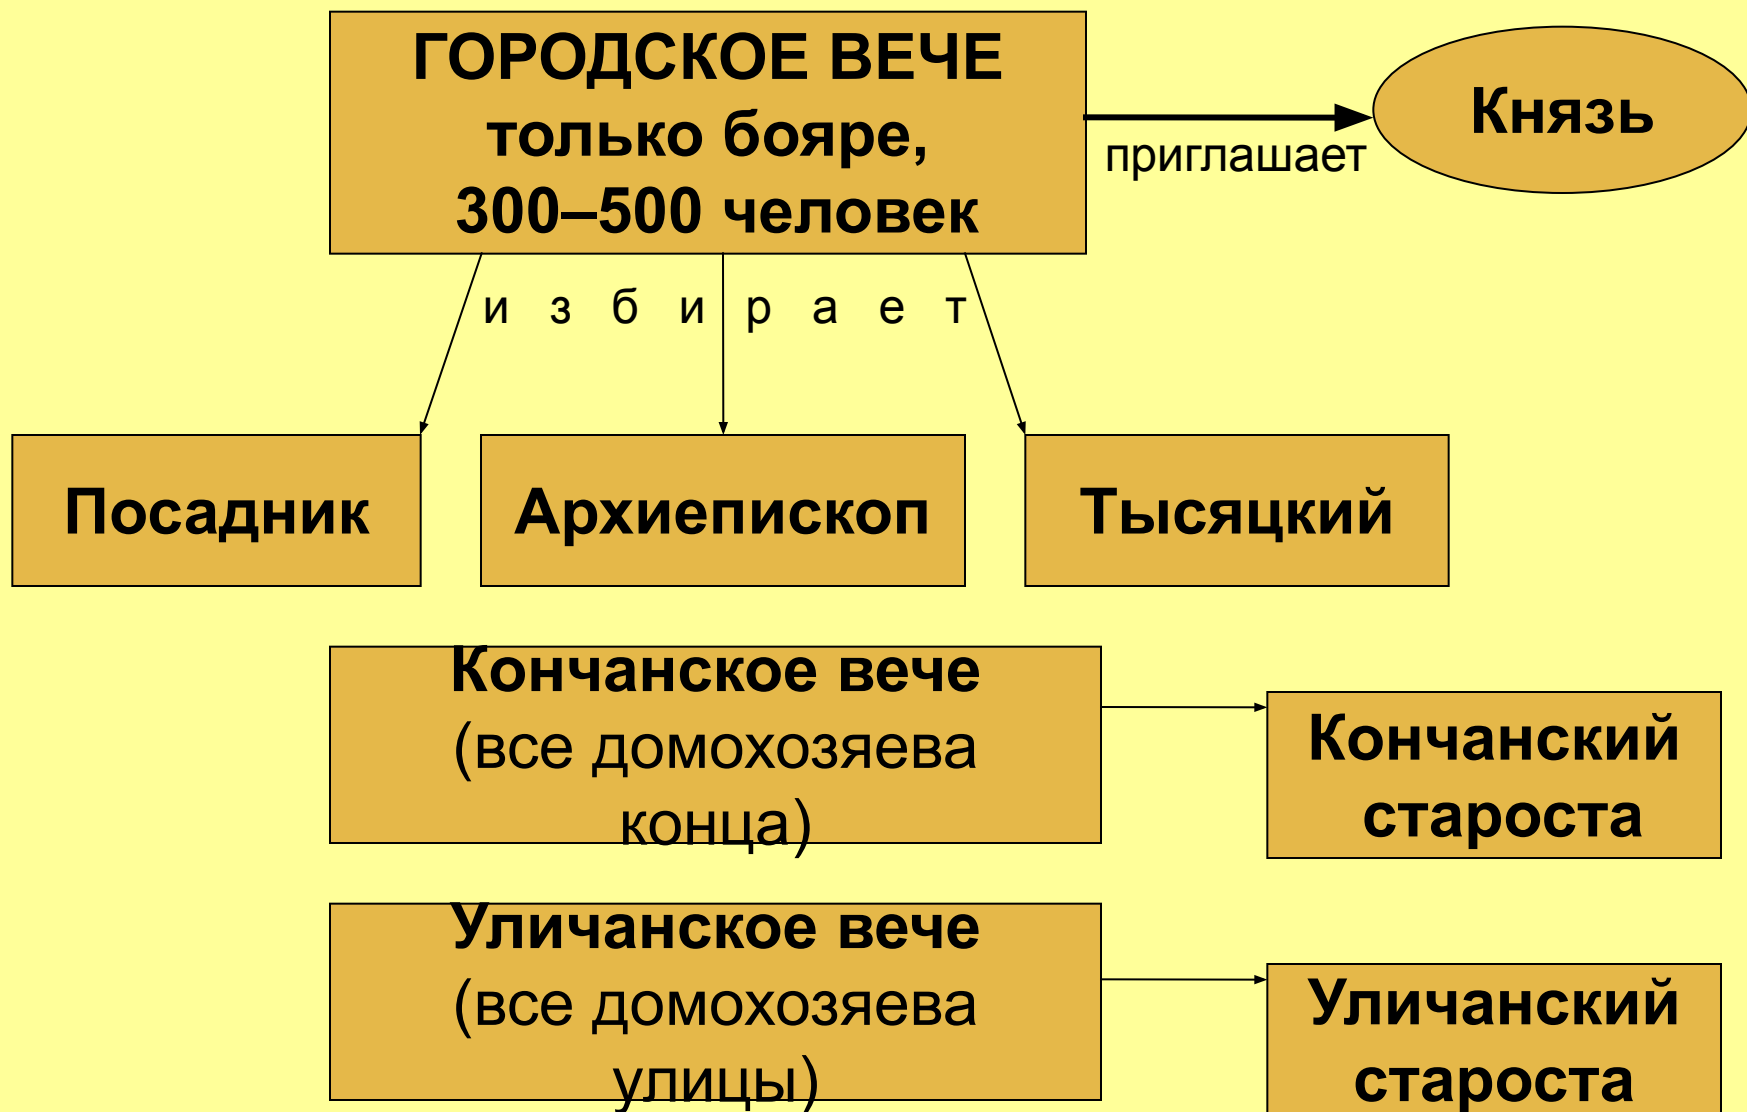 ГОРОДСКОЕ ВЕЧЕ
только бояре,
300–500 человек
Князь
приглашает
и з б и р а е т
Посадник
Архиепископ
Тысяцкий
Кончанское вече
(все домохозяева
конца)
Кончанский
староста
Уличанское вече
(все домохозяева
улицы)
Уличанский
староста